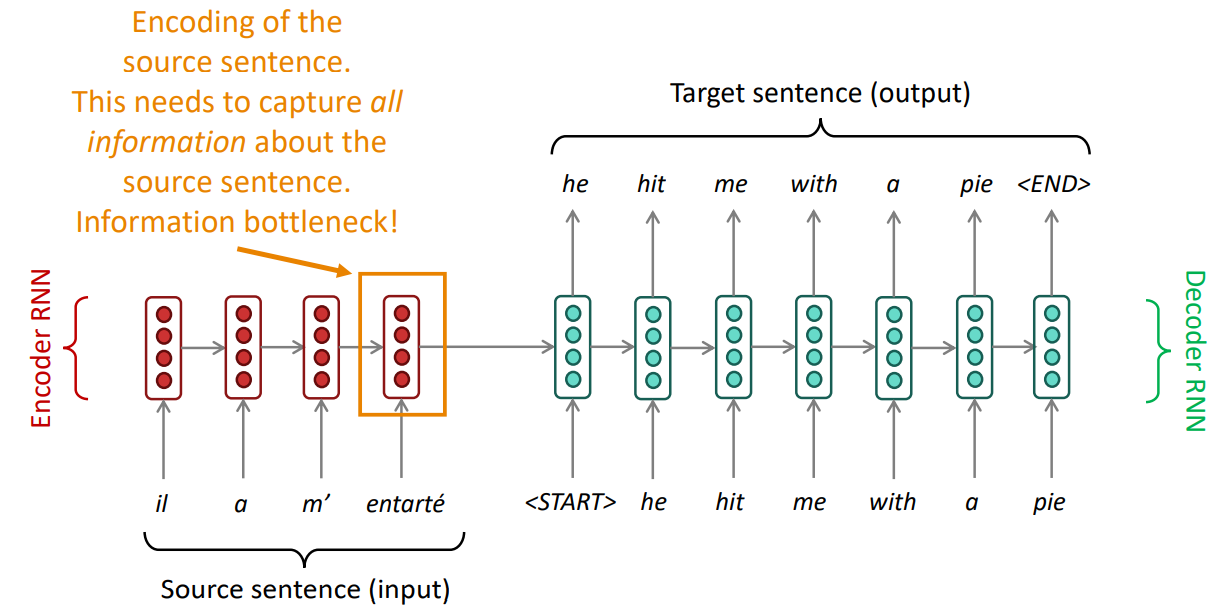 Encoding of the
source sentence.
This needs to capture all
information about the
source sentence.
Information bottleneck!
Target sentence (output)
he hit me with a pie <END>
Encoder RNN
Decoder RNN
il a m’ entarté
<START> he hit me with a pie
Source sentence (input)